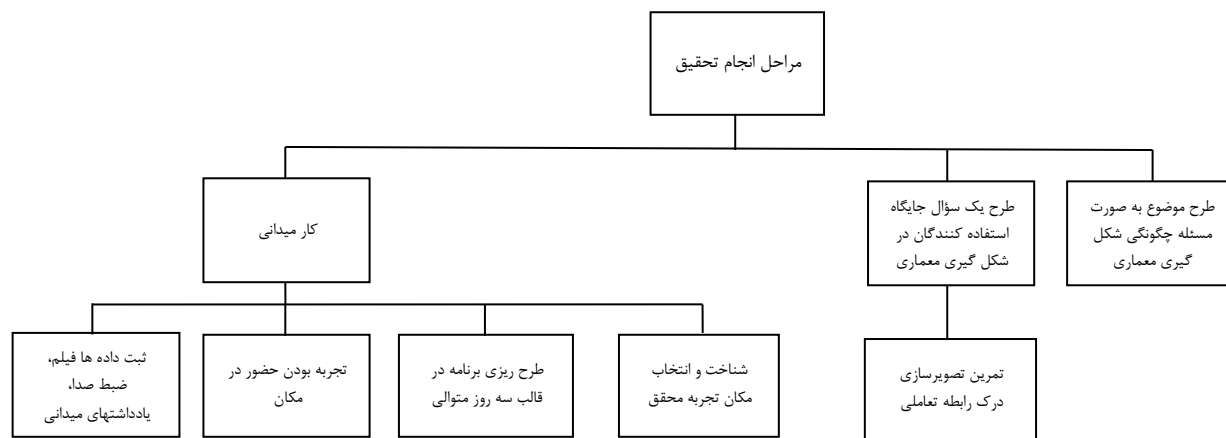 مراحل انجام تحقیق
طرح موضوع به صورت
مسئله چگونگی شکل
گیری معماری
طرح یک سؤال جایگاه
استفاده کنندگان در
شکل گیری معماری
کار میدانی
تمرین تصویرسازی
درک رابطه تعاملی
شناخت و انتخاب
مکان تجربه محقق
طرح ریزی برنامه در
قالب سه روز متوالی
تجربه بودن حضور در
مکان
ثبت داده ها فیلم،
ضبط صدا،
یادداشتهای میدانی